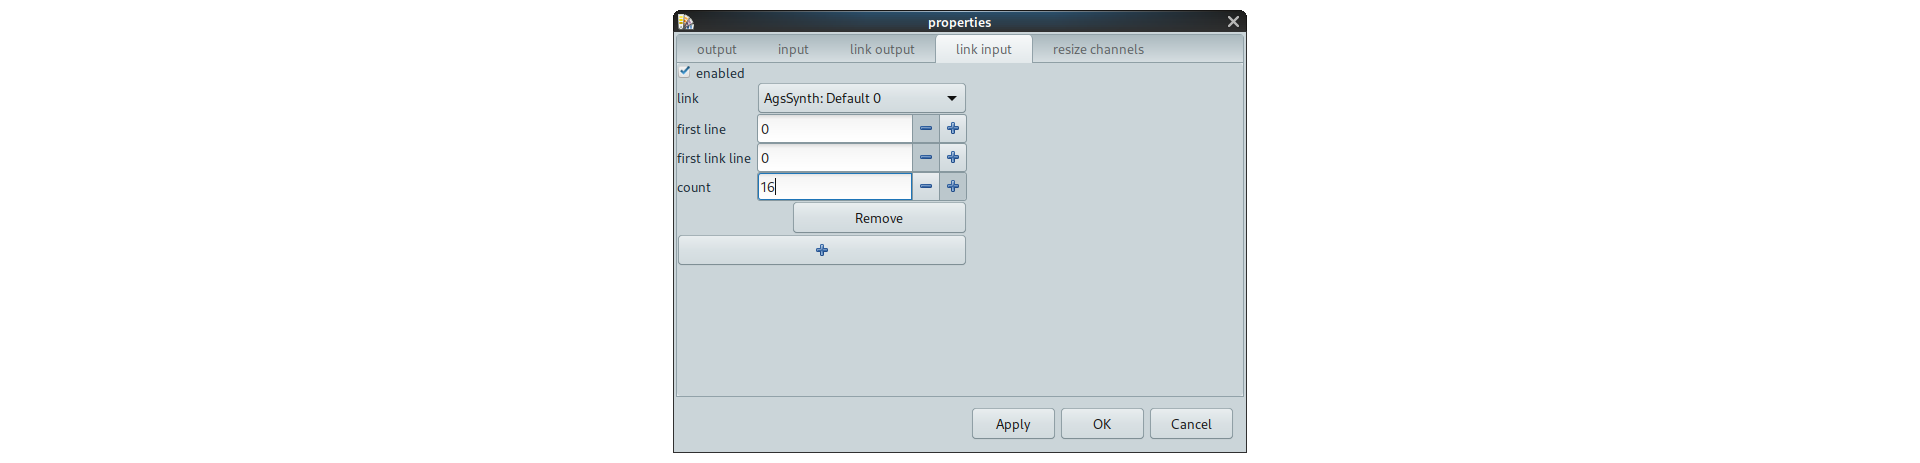 properties
output input link output link input resize channels
enabled
link AgsSynth: Default 0
first line 0
first link line 0
count 16
Remove
Apply OK Cancel